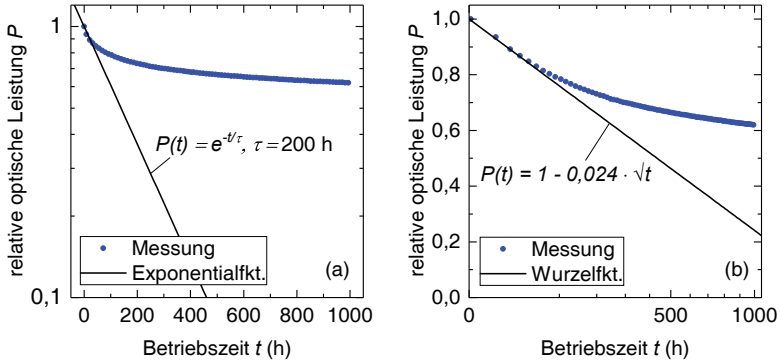 relative optische Leistung P
1
0,1
P(t) = e^-t/τ, τ = 200 h
Messung
Exponentialfkt.
(a)
0 200 400 600 800 1000
Betriebszeit t (h)
relative optische Leistung P
1,0
0,8
0,6
0,4
0,2
0,0
P(t) = 1 - 0,024 · √t
Messung
Wurzelfkt.
(b)
0 500 1000
Betriebszeit t (h)